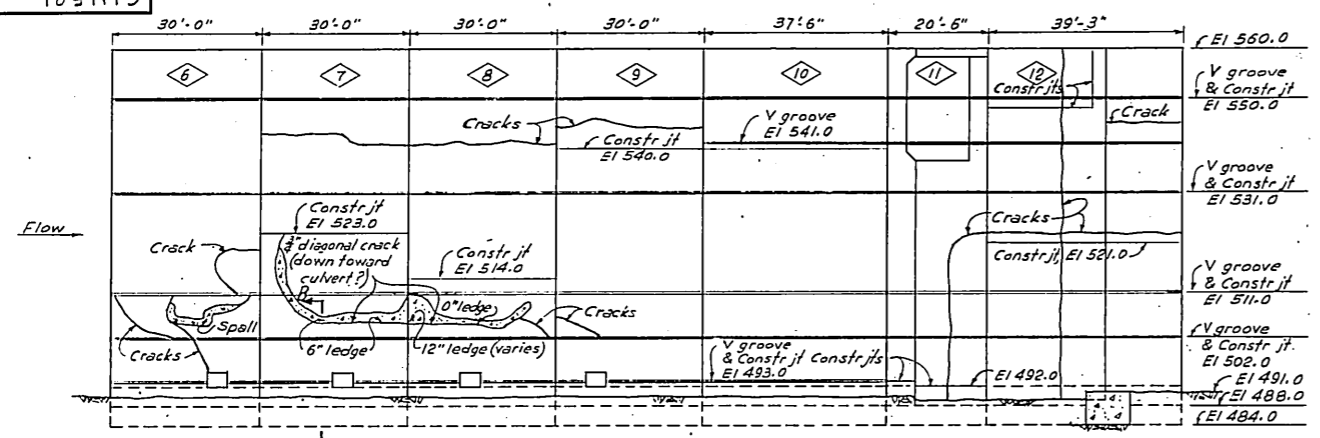 30'-0" 30'-0" 30'-0" 30'-0" 37'-6" 20'-6" 39'-3"
El 560.0
6 7 8 9 10 11 12
Constr jts
V groove
& Constr jt
El 550.0
Crack
Cracks
V groove
El 541.0
Constr jt
El 540.0
V groove
& Constr jt
El 531.0
Flow
Crack
Constr jt
El 523.0
3/4" diagonal crack
(down toward
culvert?)
Constr jt
El 514.0
Cracks
Constr jt, El 521.0
V groove
& Constr jt
El 511.0
B
Spall
0" ledge
Cracks
Cracks
6" ledge
12" ledge (varies)
V groove
& Constr jt
El 502.0
V groove
& Constr jt
El 493.0
Constr jts
El 492.0
El 491.0
El 488.0
El 484.0